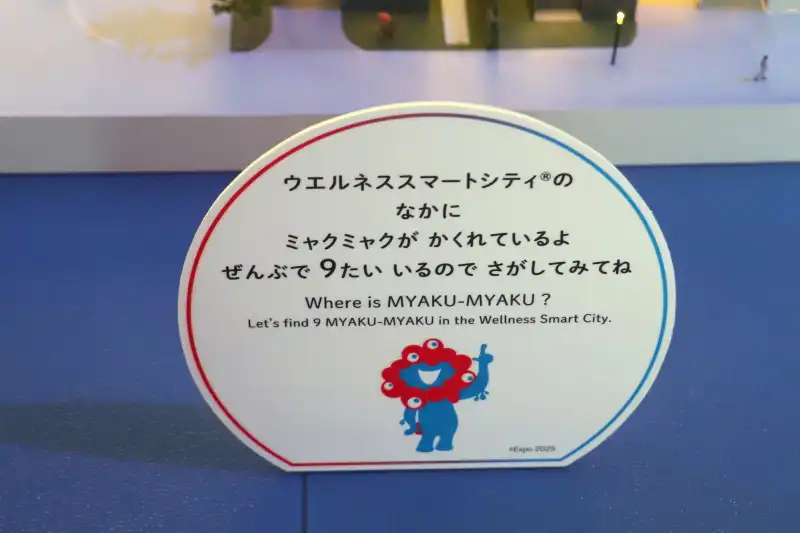 ウエルネススマートシティ®の
なかに
ミャクミャクが かくれているよ
ぜんぶで 9たい いるので さがしてみてね
Where is MYAKU-MYAKU ?
Let's find 9 MYAKU-MYAKU in the Wellness Smart City.
©Expo 2025